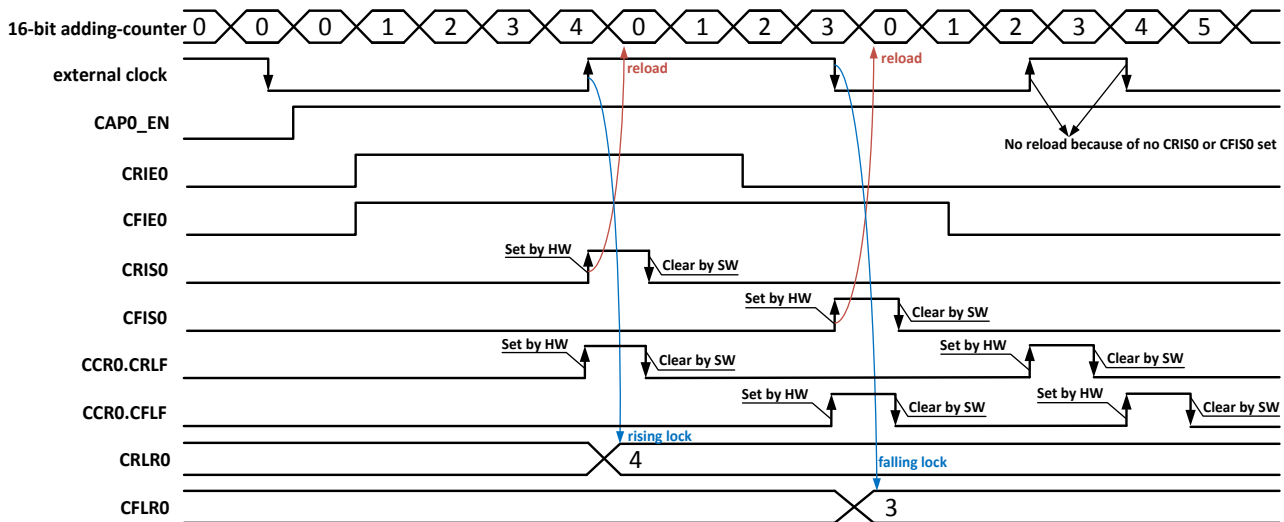 16-bit adding-counter 0 0 0 1 2 3 4 0 1 2 3 0 1 2 3 4 5
external clock
reload
reload
CAP0_EN
No reload because of no CRIS0 or CFIS0 set
CRIE0
CFIE0
CRIS0
Set by HW
Clear by SW
CFIS0
Set by HW
Clear by SW
CCR0.CRLF
Set by HW
Clear by SW
Set by HW
Clear by SW
CCR0.CFLF
Set by HW
Clear by SW
Set by HW
Clear by SW
CRLR0
rising lock
4
falling lock
CFLR0
3